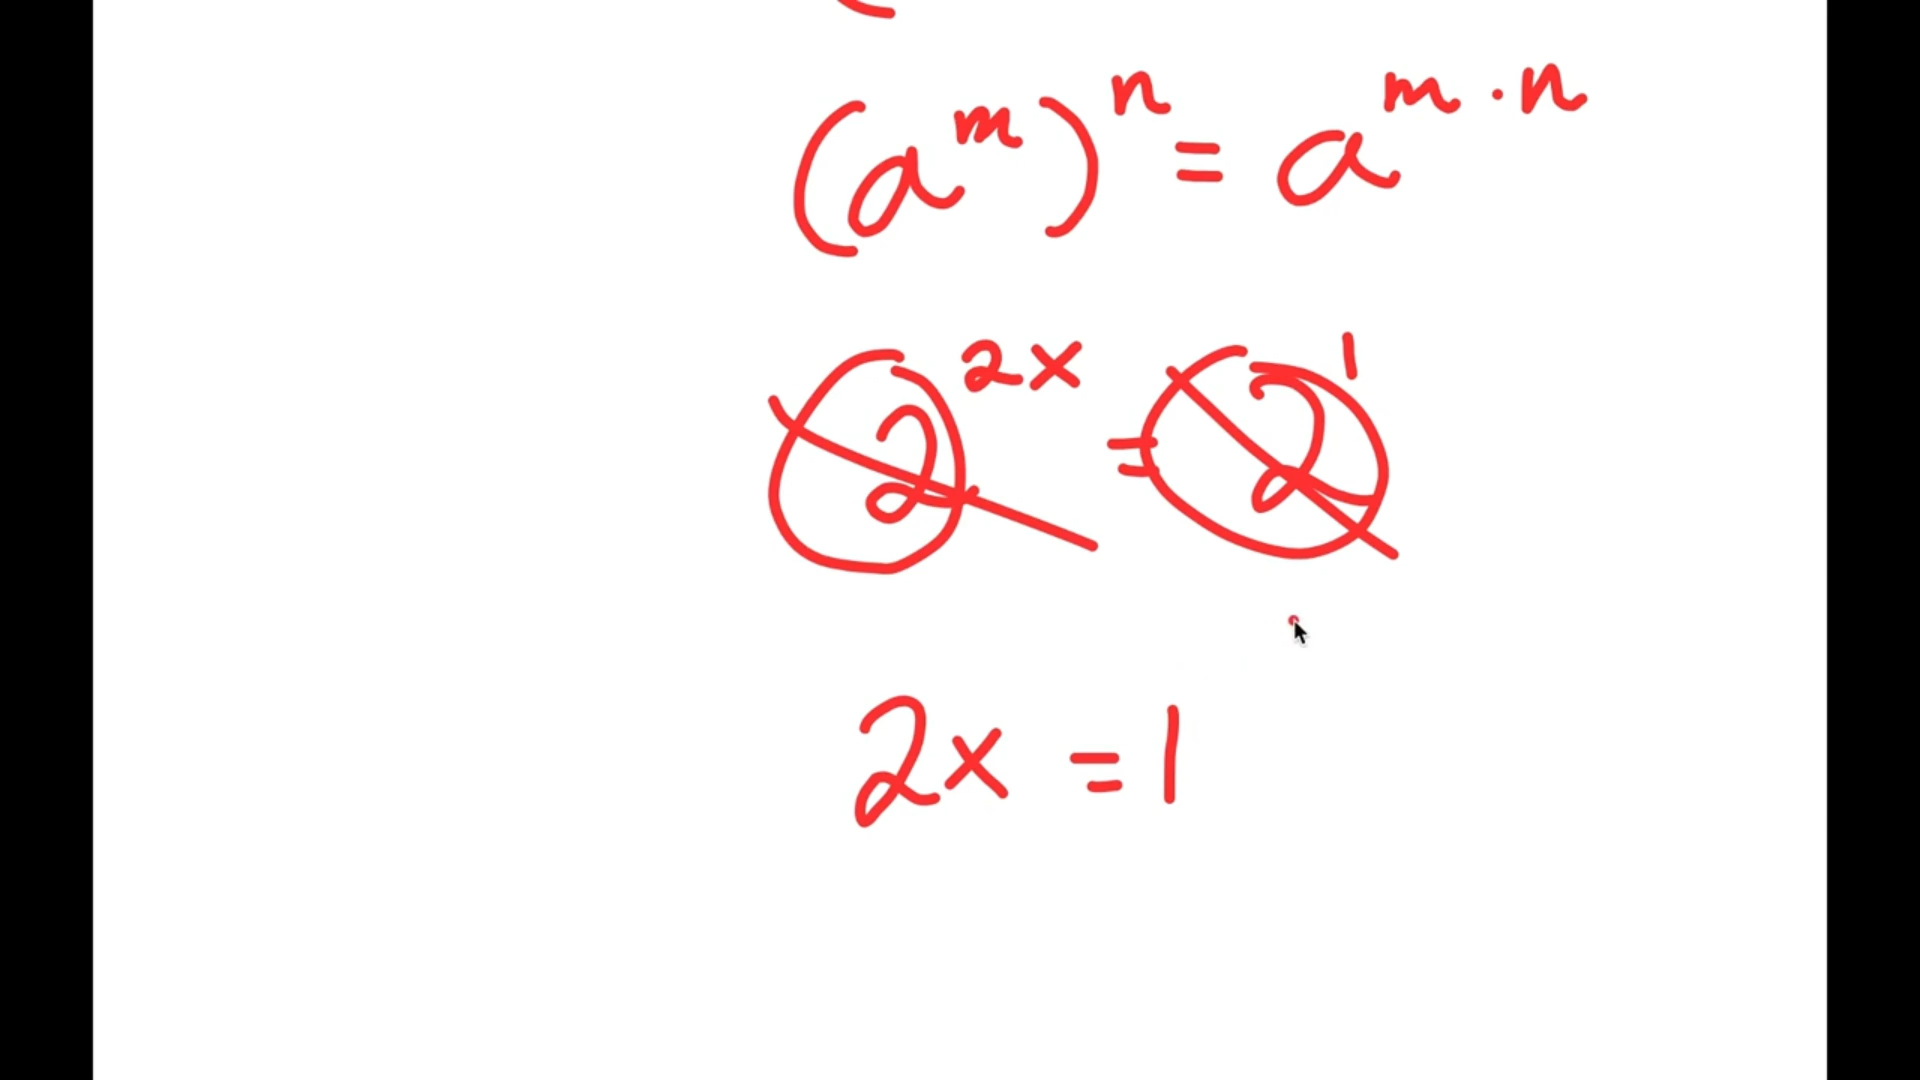 (a^m)^n = a^m·n
2^2x = 2^1
2x = 1